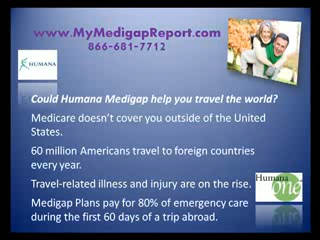 www.MyMedigapReport.com
866-681-7712
HUMANA
Could Humana Medigap help you travel the world?
Medicare doesn't cover you outside of the United
States.
60 million Americans travel to foreign countries
every year.
Travel-related illness and injury are on the rise.
Medigap Plans pay for 80% of emergency care
during the first 60 days of a trip abroad.
Humana
one